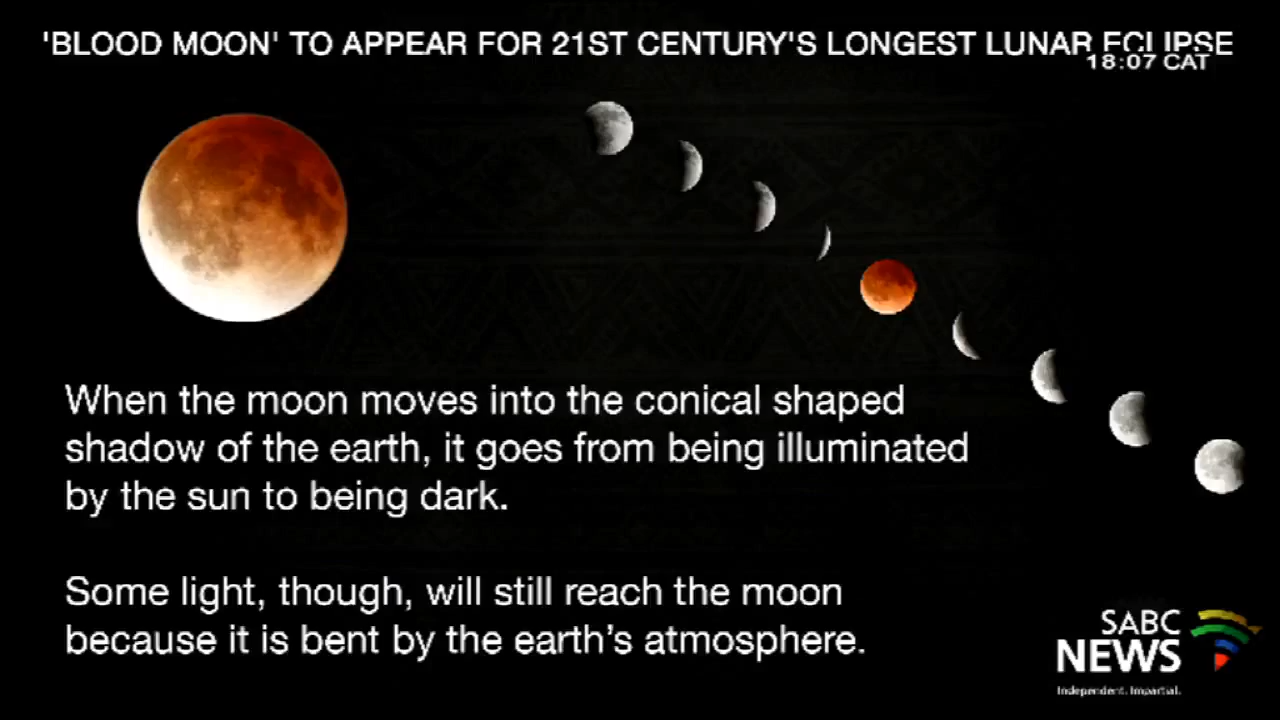 'BLOOD MOON' TO APPEAR FOR 21ST CENTURY'S LONGEST LUNAR ECLIPSE
18:07 CAT
When the moon moves into the conical shaped
shadow of the earth, it goes from being illuminated
by the sun to being dark.
Some light, though, will still reach the moon
because it is bent by the earth's atmosphere.
SABC
NEWS
Independent. Impartial.